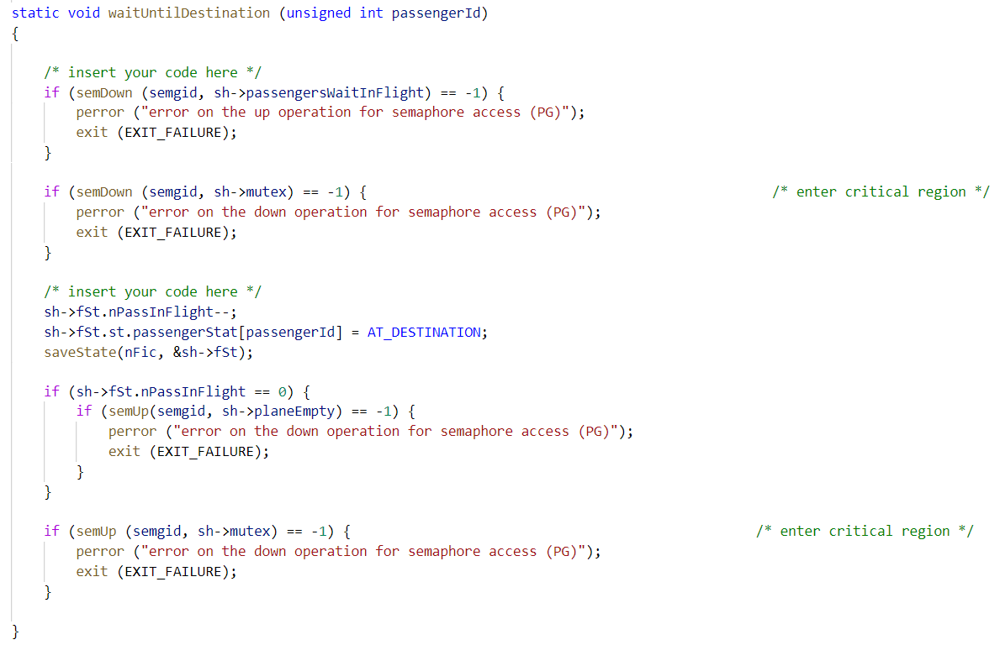 static void waitUntilDestination (unsigned int passengerId)
{
/* insert your code here */
if (semDown (semgid, sh->passengersWaitInFlight) == -1) {
perror ("error on the up operation for semaphore access (PG)");
exit (EXIT_FAILURE);
}
if (semDown (semgid, sh->mutex) == -1) { /* enter critical region */
perror ("error on the down operation for semaphore access (PG)");
exit (EXIT_FAILURE);
}
/* insert your code here */
sh->fSt.nPassInFlight--;
sh->fSt.st.passengerStat[passengerId] = AT_DESTINATION;
saveState(nFic, &sh->fSt);
if (sh->fSt.nPassInFlight == 0) {
if (semUp(semgid, sh->planeEmpty) == -1) {
perror ("error on the down operation for semaphore access (PG)");
exit (EXIT_FAILURE);
}
}
if (semUp (semgid, sh->mutex) == -1) { /* enter critical region */
perror ("error on the down operation for semaphore access (PG)");
exit (EXIT_FAILURE);
}
}